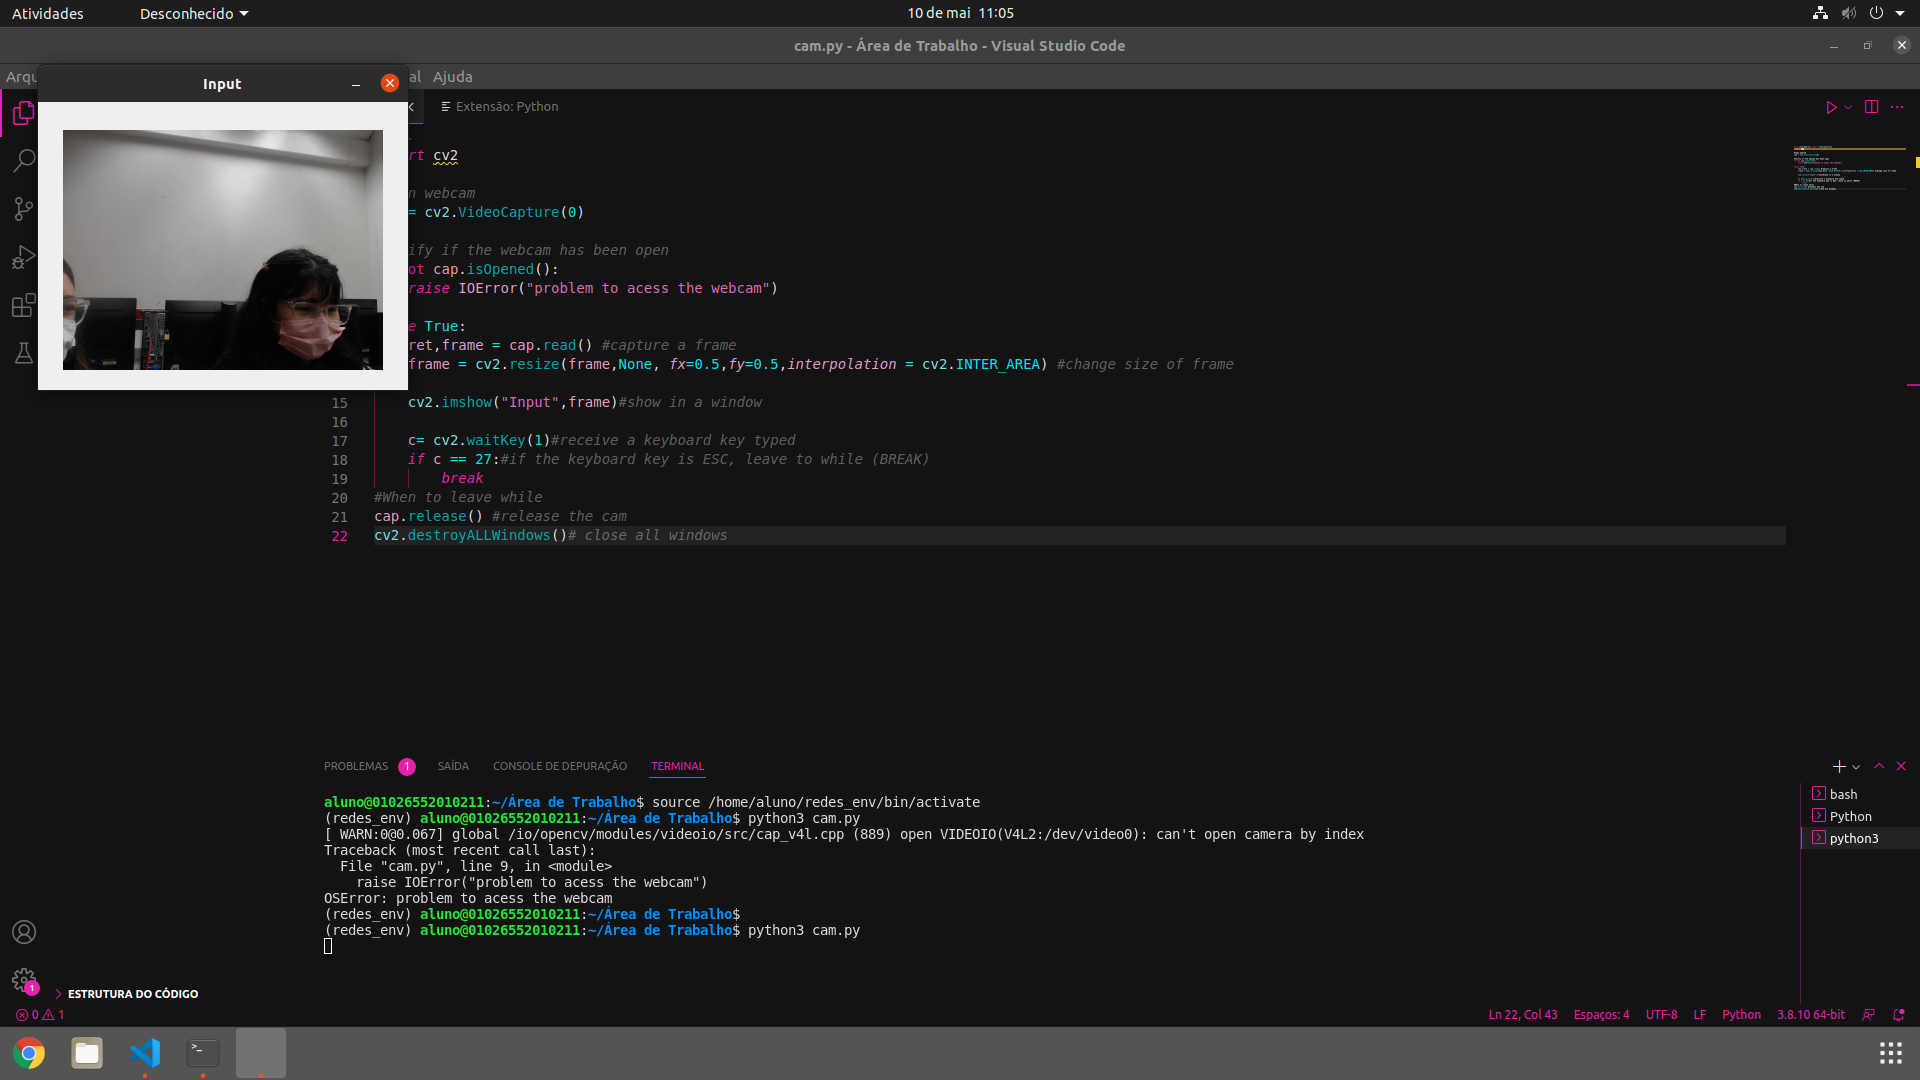 Atividades
Desconhecido
10 de mai 11:05
cam.py - Área de Trabalho - Visual Studio Code
Arqu
al Ajuda
Input
Extensão: Python
rt cv2
n webcam
= cv2.VideoCapture(0)
ify if the webcam has been open
ot cap.isOpened():
raise IOError("problem to acess the webcam")
e True:
ret,frame = cap.read() #capture a frame
frame = cv2.resize(frame,None, fx=0.5,fy=0.5,interpolation = cv2.INTER_AREA) #change size of frame
15 cv2.imshow("Input",frame)#show in a window
16
17 c= cv2.waitKey(1)#receive a keyboard key typed
18 if c == 27:#if the keyboard key is ESC, leave to while (BREAK)
19 break
20 #When to leave while
21 cap.release() #release the cam
22 cv2.destroyALLWindows()# close all windows
PROBLEMAS 1 SAÍDA CONSOLE DE DEPURAÇÃO TERMINAL
aluno@01026552010211:~/Área de Trabalho$ source /home/aluno/redes_env/bin/activate
(redes_env) aluno@01026552010211:~/Área de Trabalho$ python3 cam.py
[ WARN:0@0.067] global /io/opencv/modules/videoio/src/cap_v4l.cpp (889) open VIDEOIO(V4L2:/dev/video0): can't open camera by index
Traceback (most recent call last):
File "cam.py", line 9, in <module>
raise IOError("problem to acess the webcam")
OSError: problem to acess the webcam
(redes_env) aluno@01026552010211:~/Área de Trabalho$
(redes_env) aluno@01026552010211:~/Área de Trabalho$ python3 cam.py
bash
Python
python3
1
ESTRUTURA DO CÓDIGO
0 1
Ln 22, Col 43 Espaços: 4 UTF-8 LF Python 3.8.10 64-bit